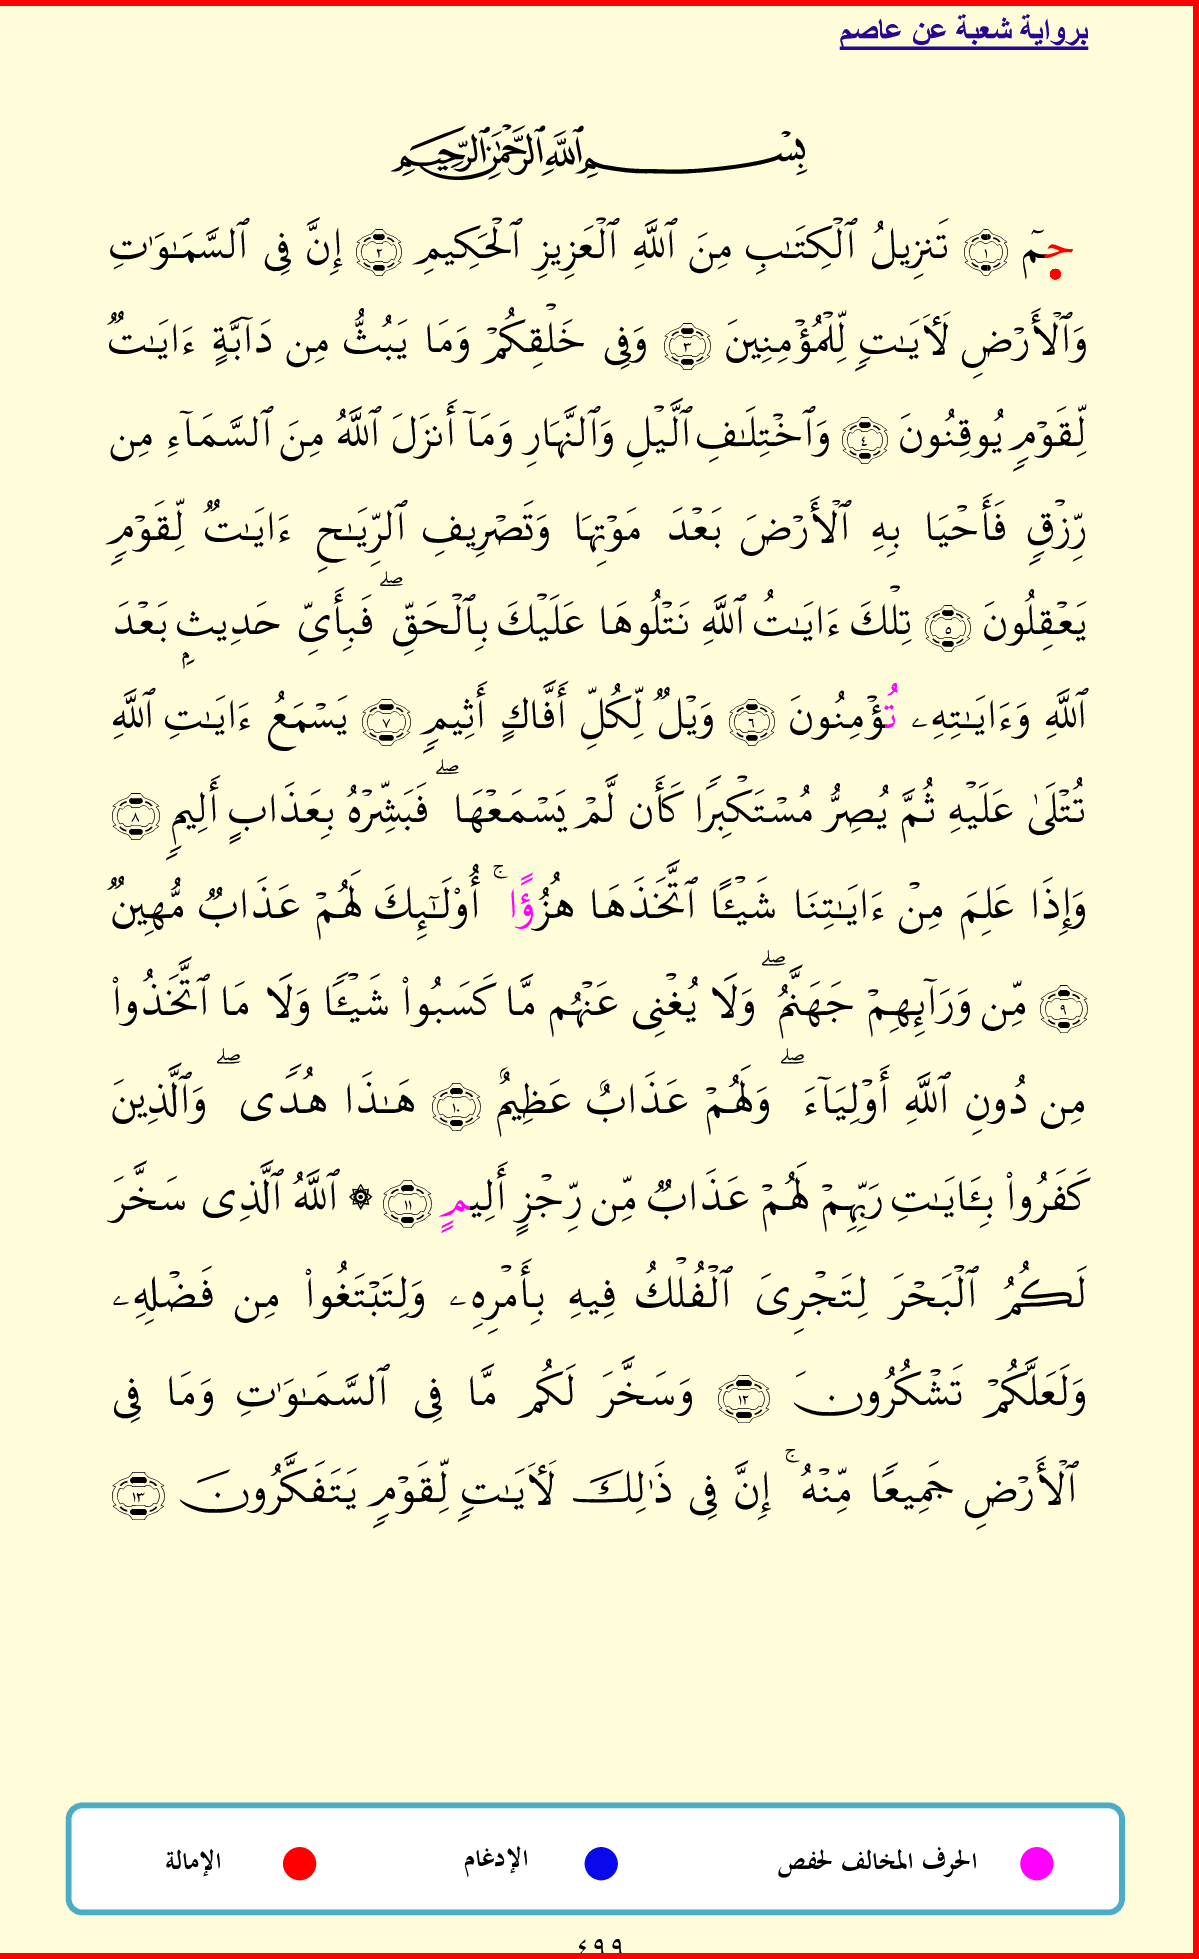 برواية شعبة عن عاصم
بِسْمِ ٱللَّهِ ٱلرَّحْمَٰنِ ٱلرَّحِيمِ
حمٓ ١ تَنزِيلُ ٱلْكِتَـٰبِ مِنَ ٱللَّهِ ٱلْعَزِيزِ ٱلْحَكِيمِ ٢ إِنَّ فِى ٱلسَّمَـٰوَٰتِ
وَٱلْأَرْضِ لَـَٔايَـٰتٍ لِّلْمُؤْمِنِينَ ٣ وَفِى خَلْقِكُمْ وَمَا يَبُثُّ مِن دَآبَّةٍ ءَايَـٰتٌ
لِّقَوْمٍ يُوقِنُونَ ٤ وَٱخْتِلَـٰفِ ٱلَّيْلِ وَٱلنَّهَارِ وَمَآ أَنزَلَ ٱللَّهُ مِنَ ٱلسَّمَآءِ مِن
رِّزْقٍ فَأَحْيَا بِهِ ٱلْأَرْضَ بَعْدَ مَوْتِهَا وَتَصْرِيفِ ٱلرِّيَـٰحِ ءَايَـٰتٌ لِّقَوْمٍ
يَعْقِلُونَ ٥ تِلْكَ ءَايَـٰتُ ٱللَّهِ نَتْلُوهَا عَلَيْكَ بِٱلْحَقِّ ۖ فَبِأَىِّ حَدِيثٍۭ بَعْدَ
ٱللَّهِ وَءَايَـٰتِهِۦ تُؤْمِنُونَ ٦ وَيْلٌ لِّكُلِّ أَفَّاكٍ أَثِيمٍ ٧ يَسْمَعُ ءَايَـٰتِ ٱللَّهِ
تُتْلَىٰ عَلَيْهِ ثُمَّ يُصِرُّ مُسْتَكْبِرًا كَأَن لَّمْ يَسْمَعْهَا ۖ فَبَشِّرْهُ بِعَذَابٍ أَلِيمٍ ٨
وَإِذَا عَلِمَ مِنْ ءَايَـٰتِنَا شَيْـًٔا ٱتَّخَذَهَا هُزُؤًا ۚ أُو۟لَـٰٓئِكَ لَهُمْ عَذَابٌ مُّهِينٌ
٩ مِّن وَرَآئِهِمْ جَهَنَّمُ ۖ وَلَا يُغْنِى عَنْهُم مَّا كَسَبُوا۟ شَيْـًٔا وَلَا مَا ٱتَّخَذُوا۟
مِن دُونِ ٱللَّهِ أَوْلِيَآءَ ۖ وَلَهُمْ عَذَابٌ عَظِيمٌ ١٠ هَـٰذَا هُدًى ۖ وَٱلَّذِينَ
كَفَرُوا۟ بِـَٔايَـٰتِ رَبِّهِمْ لَهُمْ عَذَابٌ مِّن رِّجْزٍ أَلِيمٍ ١١ ۞ ٱللَّهُ ٱلَّذِى سَخَّرَ
لَكُمُ ٱلْبَحْرَ لِتَجْرِىَ ٱلْفُلْكُ فِيهِ بِأَمْرِهِۦ وَلِتَبْتَغُوا۟ مِن فَضْلِهِۦ
وَلَعَلَّكُمْ تَشْكُرُونَ ١٢ وَسَخَّرَ لَكُم مَّا فِى ٱلسَّمَـٰوَٰتِ وَمَا فِى
ٱلْأَرْضِ جَمِيعًا مِّنْهُ ۚ إِنَّ فِى ذَٰلِكَ لَـَٔايَـٰتٍ لِّقَوْمٍ يَتَفَكَّرُونَ ١٣
الحرف المخالف لحفص الإدغام الإمالة
٤٩٩